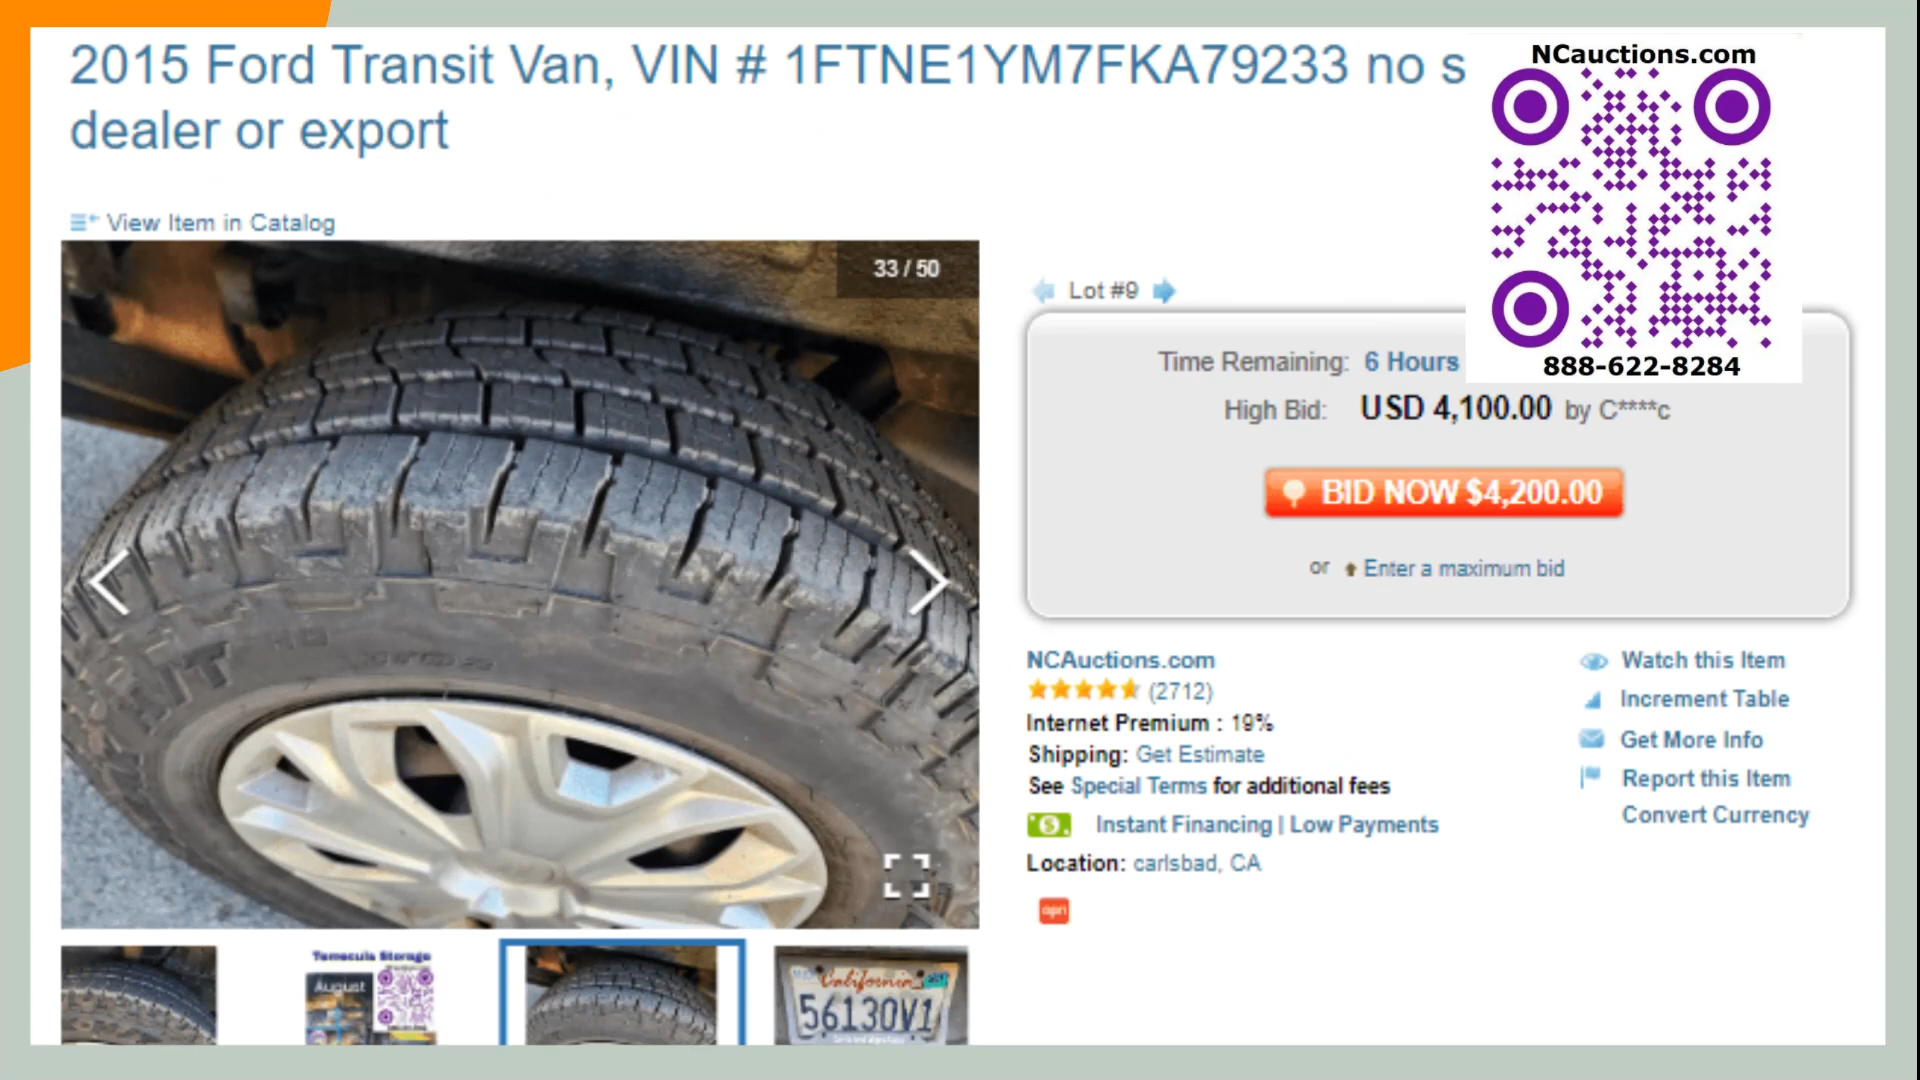 2015 Ford Transit Van, VIN # 1FTNE1YM7FKA79233 no s
dealer or export
NCauctions.com
888-622-8284
View Item in Catalog
33 / 50
Lot #9
Time Remaining: 6 Hours
High Bid: USD 4,100.00 by C****c
BID NOW $4,200.00
or Enter a maximum bid
NCAuctions.com
(2712)
Internet Premium : 19%
Shipping: Get Estimate
See Special Terms for additional fees
Instant Financing | Low Payments
Location: carlsbad, CA
apn
Watch this Item
Increment Table
Get More Info
Report this Item
Convert Currency
Temecula Storage
August
California
56130V1